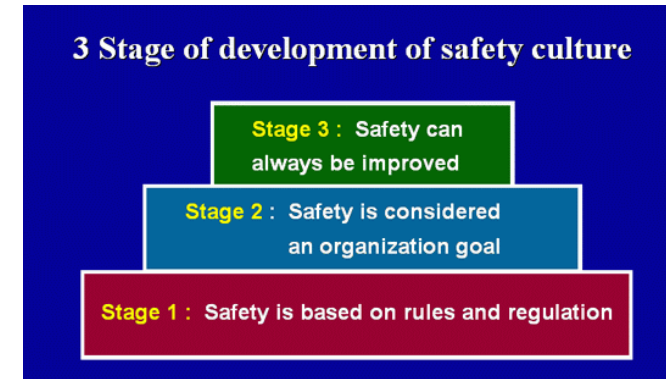 3 Stage of development of safety culture
Stage 3 : Safety can
always be improved
Stage 2 : Safety is considered
an organization goal
Stage 1 : Safety is based on rules and regulation